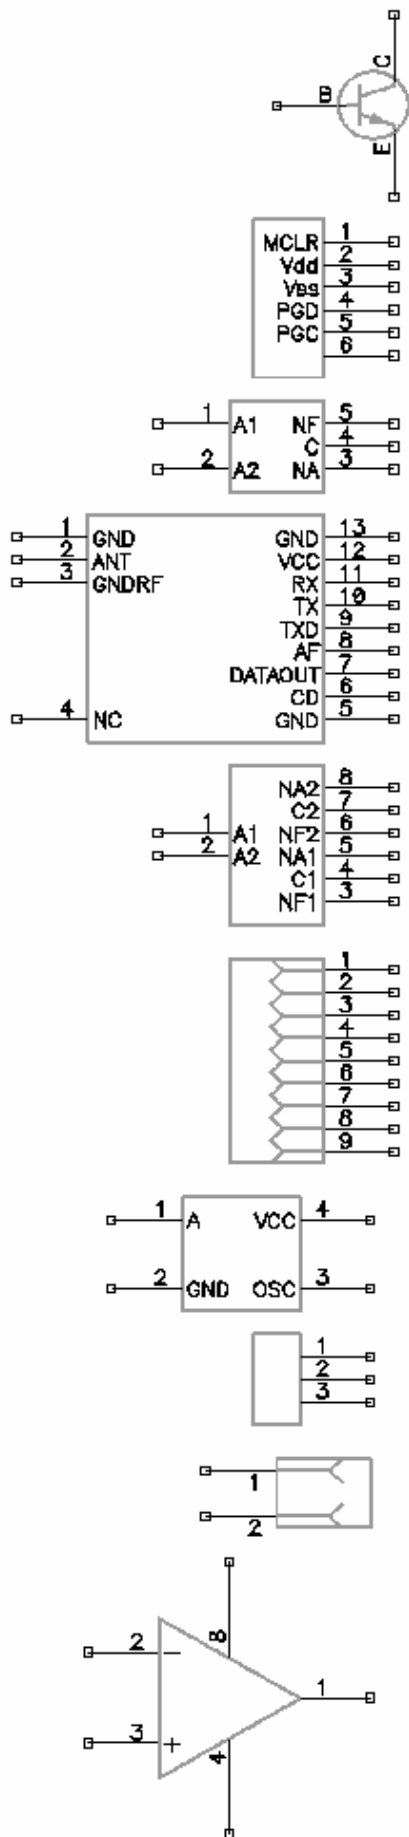 C
B
E
MCLR 1
Vdd 2
Vss 3
PGD 4
PGC 5
6
1 A1 NF 5
C 4
2 A2 NA 3
1 GND GND 13
2 ANT VCC 12
3 GNDRF RX 11
TX 10
TXD 9
AF 8
DATAOUT 7
CD 6
4 NC GND 5
NA2 8
C2 7
1 A1 NF2 6
2 A2 NA1 5
C1 4
NF1 3
1
2
3
4
5
6
7
8
9
1 A VCC 4
2 GND OSC 3
1
2
3
1
2
8
2 −
1
3 +
4